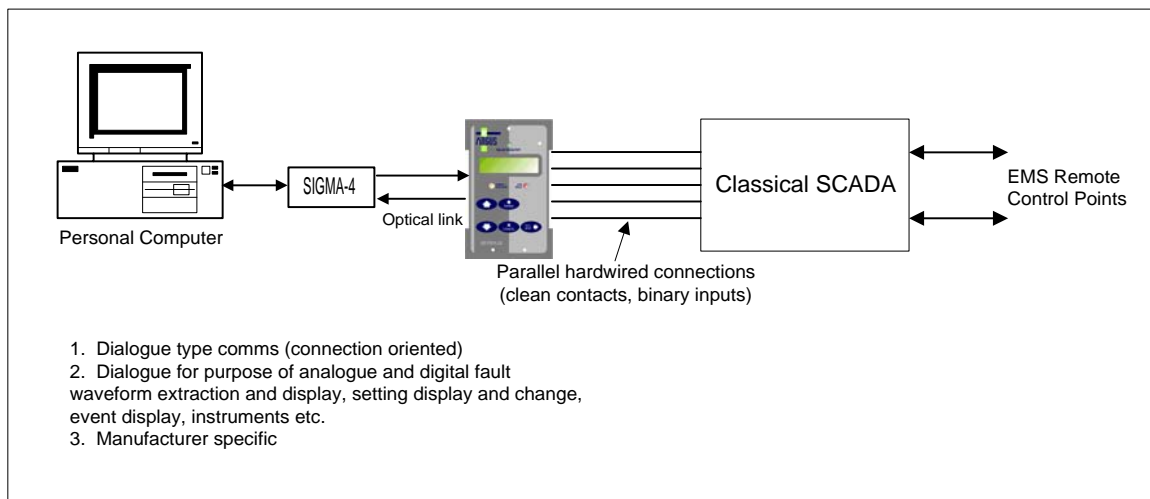 ARGUS
SIGMA-4
Classical SCADA
EMS Remote
Control Points
Optical link
Personal Computer
Parallel hardwired connections
(clean contacts, binary inputs)
1. Dialogue type comms (connection oriented)
2. Dialogue for purpose of analogue and digital fault
waveform extraction and display, setting display and change,
event display, instruments etc.
3. Manufacturer specific